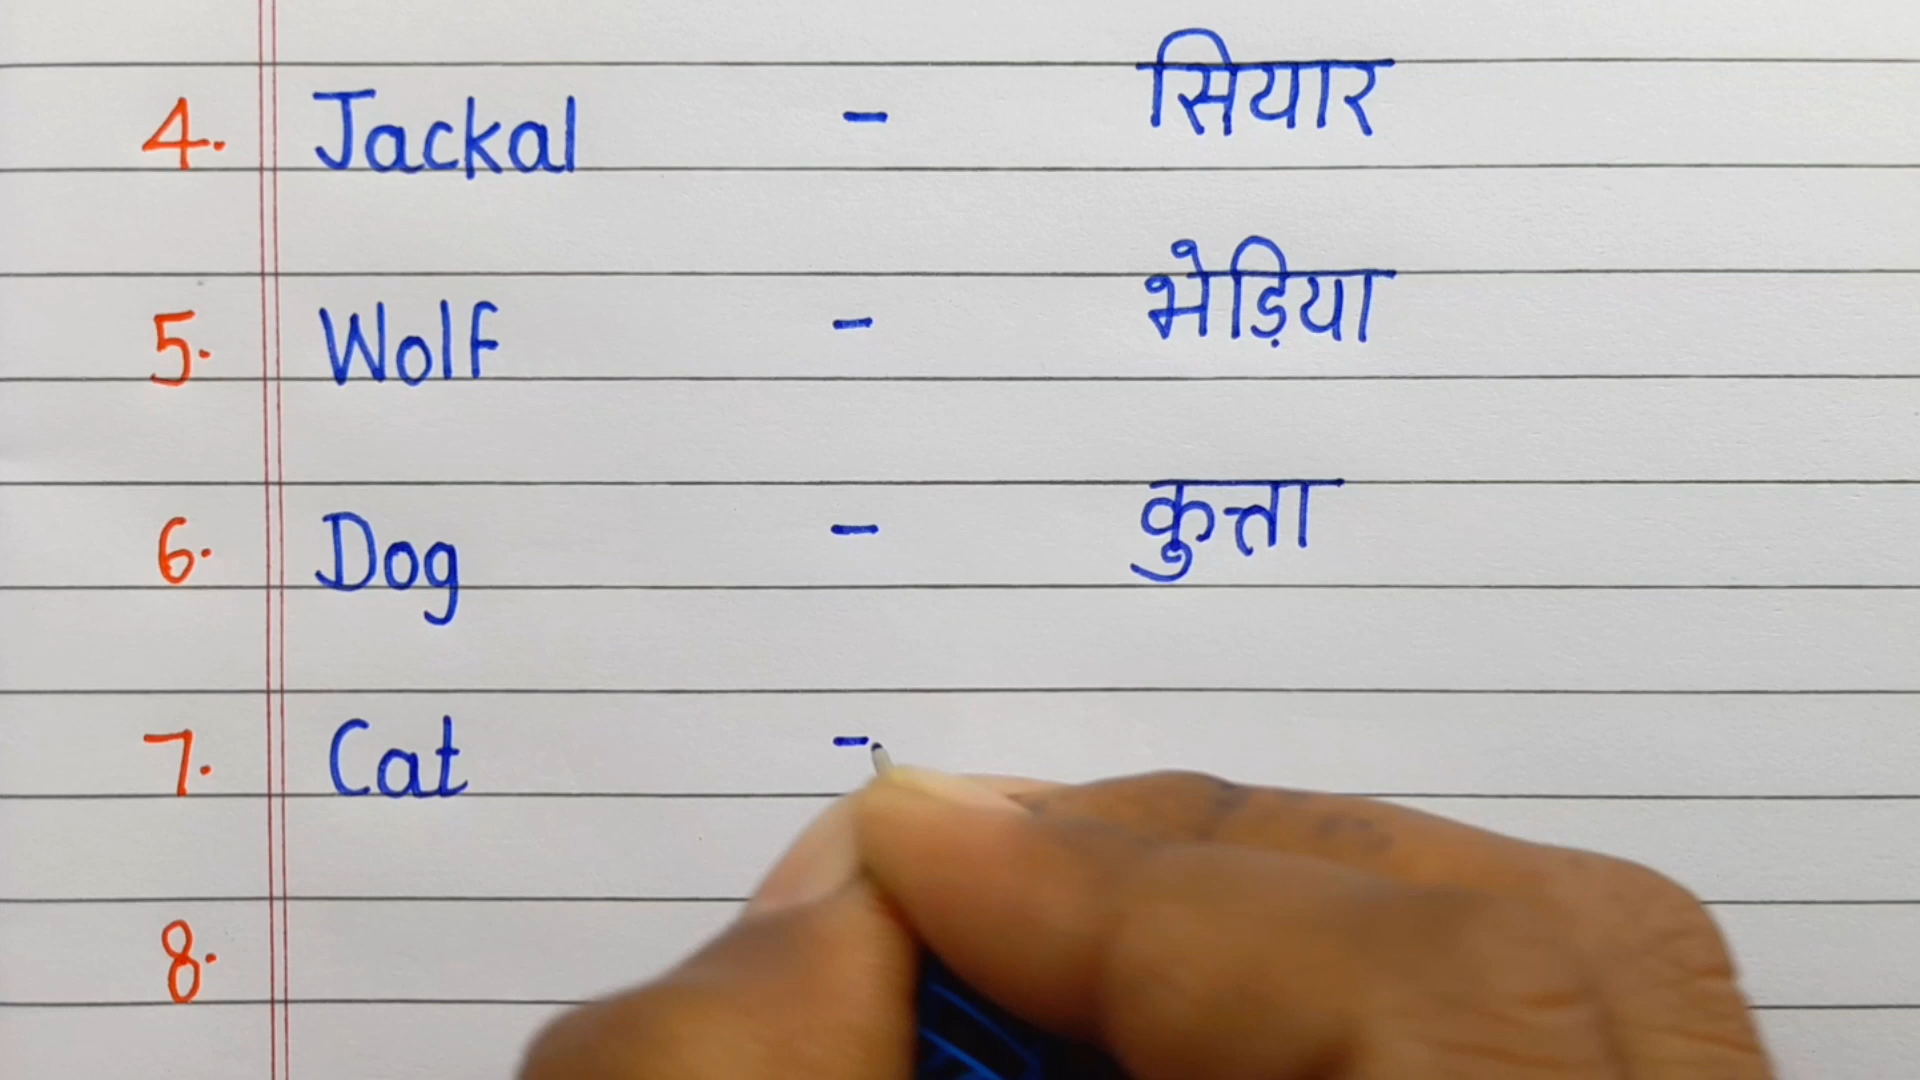 4. Jackal - सियार
5. Wolf - भेड़िया
6. Dog - कुत्ता
7. Cat -
8.